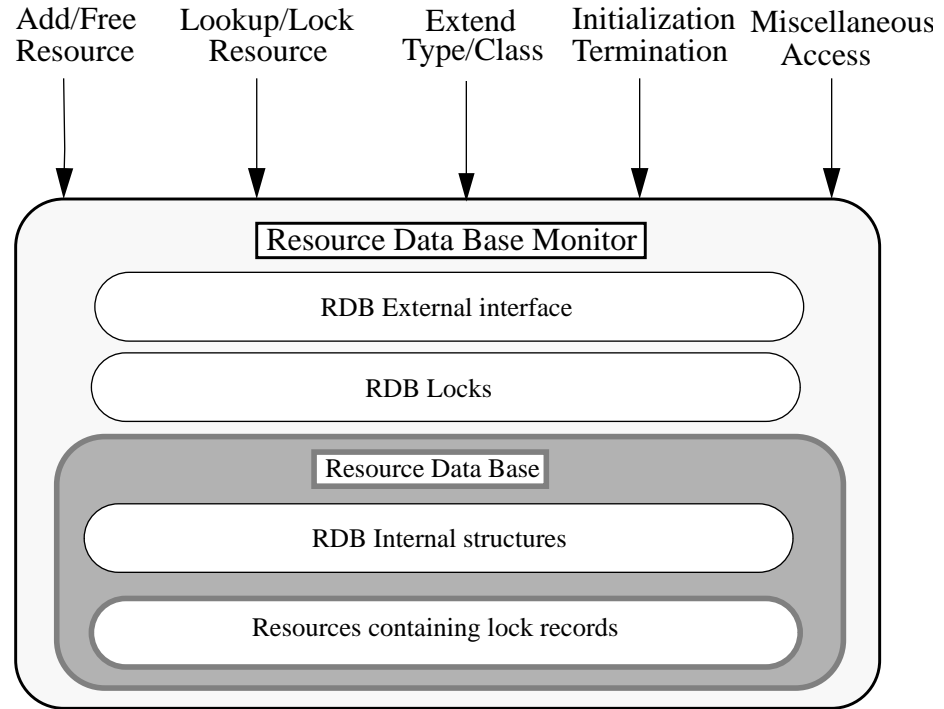 Add/Free
Resource
Lookup/Lock
Resource
Extend
Type/Class
Initialization
Termination
Miscellaneous
Access
Resource Data Base Monitor
RDB External interface
RDB Locks
Resource Data Base
RDB Internal structures
Resources containing lock records